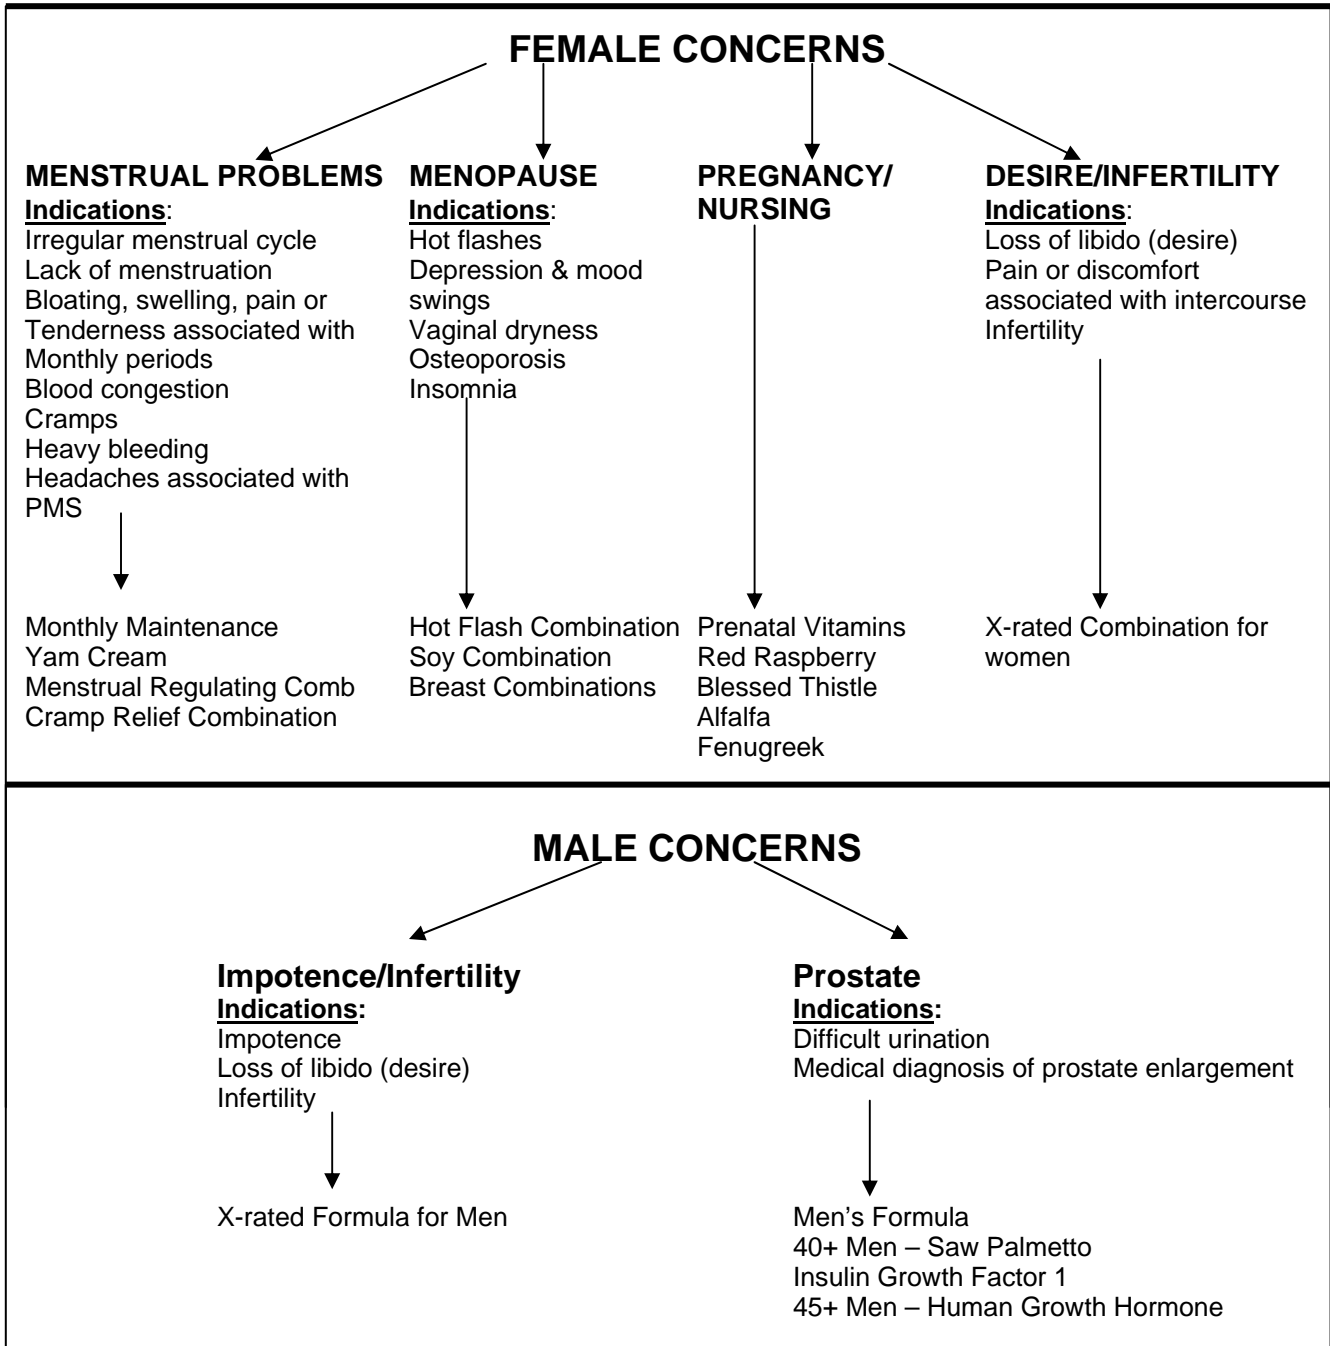 FEMALE CONCERNS
MENSTRUAL PROBLEMS
Indications:
Irregular menstrual cycle
Lack of menstruation
Bloating, swelling, pain or
Tenderness associated with
Monthly periods
Blood congestion
Cramps
Heavy bleeding
Headaches associated with
PMS
Monthly Maintenance
Yam Cream
Menstrual Regulating Comb
Cramp Relief Combination
MENOPAUSE
Indications:
Hot flashes
Depression & mood
swings
Vaginal dryness
Osteoporosis
Insomnia
Hot Flash Combination
Soy Combination
Breast Combinations
PREGNANCY/
NURSING
Prenatal Vitamins
Red Raspberry
Blessed Thistle
Alfalfa
Fenugreek
DESIRE/INFERTILITY
Indications:
Loss of libido (desire)
Pain or discomfort
associated with intercourse
Infertility
X-rated Combination for
women
MALE CONCERNS
Impotence/Infertility
Indications:
Impotence
Loss of libido (desire)
Infertility
X-rated Formula for Men
Prostate
Indications:
Difficult urination
Medical diagnosis of prostate enlargement
Men’s Formula
40+ Men – Saw Palmetto
Insulin Growth Factor 1
45+ Men – Human Growth Hormone